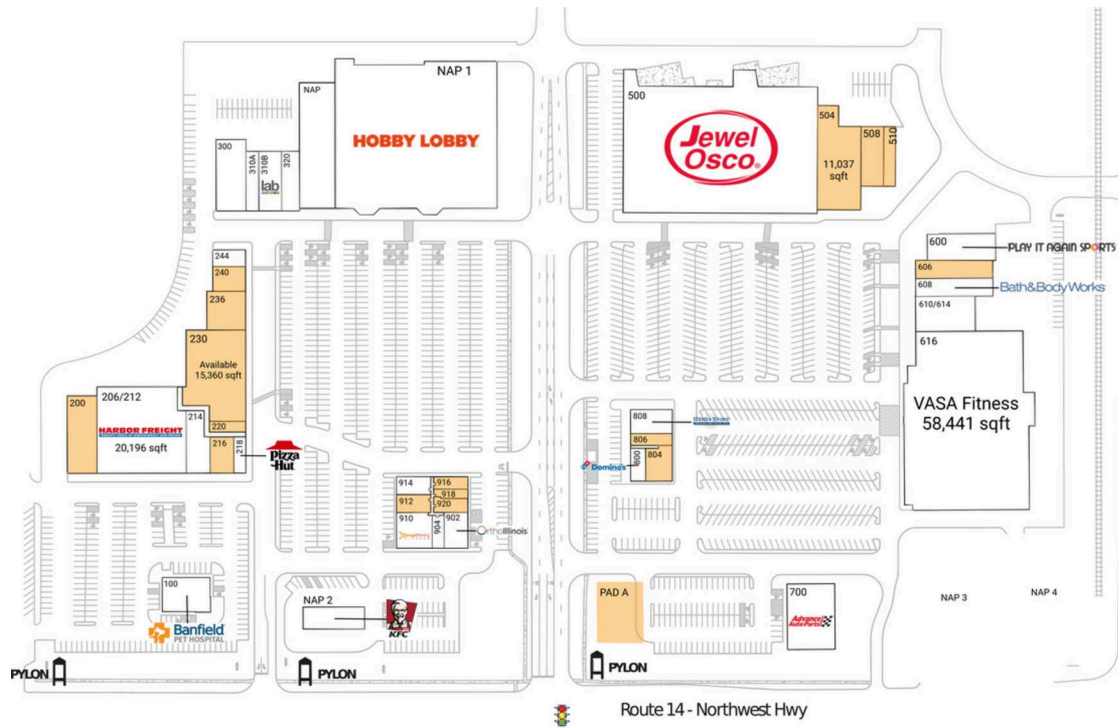 NAP 1
NAP
HOBBY LOBBY
300
310A
310B
320
lab
500
Jewel
Osco®
504
11,037
sqft
508
510
600
PLAY IT AGAIN SPORTS
606
608
Bath&BodyWorks
610/614
616
VASA Fitness
58,441 sqft
244
240
236
230
Available
15,360 sqft
200
206/212
HARBOR FREIGHT
20,196 sqft
214
220
216
218
Pizza
Hut
808
806
800
804
Domino's
914
916
918
912
920
910
904
902
OrthoIllinois
100
Banfield®
PET HOSPITAL
NAP 2
KFC
PAD A
700
Advance
Auto Parts
NAP 3
NAP 4
PYLON
PYLON
PYLON
Route 14 - Northwest Hwy